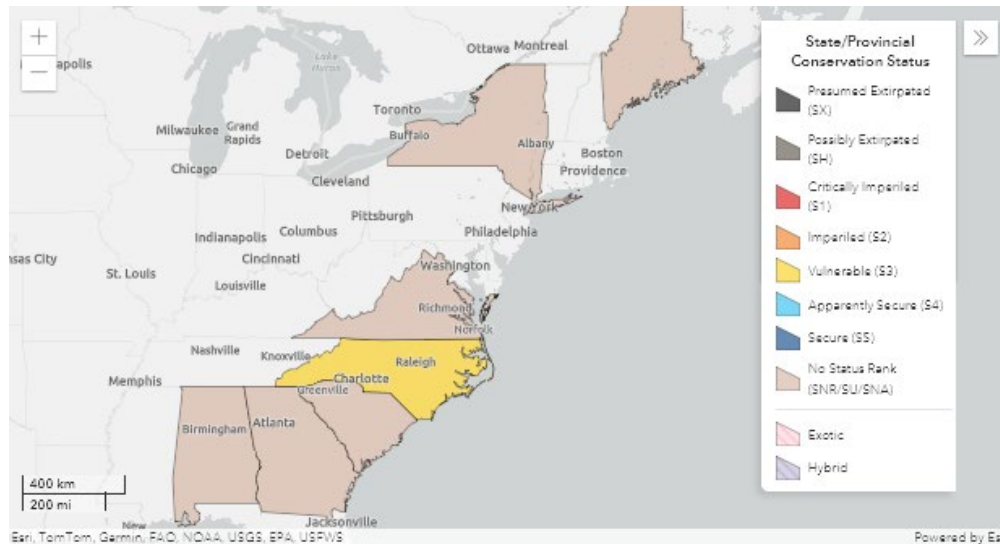 Ottawa
Montreal
apolis
Lake
Huron
Toronto
Milwaukee
Grand
Rapids
Buffalo
Albany
Detroit
Boston
Chicago
Providence
Cleveland
New York
Pittsburgh
Philadelphia
Indianapolis
Columbus
sas City
Cincinnati
Washington
St. Louis
Louisville
Richmond
Norfolk
Nashville
Knoxville
Raleigh
Memphis
Charlotte
Greenville
Birmingham
Atlanta
400 km
200 mi
New
Jacksonville
Esri, TomTom, Garmin, FAO, NOAA, USGS, EPA, USFWS
Powered by Es
State/Provincial
Conservation Status
Presumed Extirpated
(SX)
Possibly Extirpated
(SH)
Critically Imperiled
(S1)
Imperiled (S2)
Vulnerable (S3)
Apparently Secure (S4)
Secure (S5)
No Status Rank
(SNR/SU/SNA)
Exotic
Hybrid